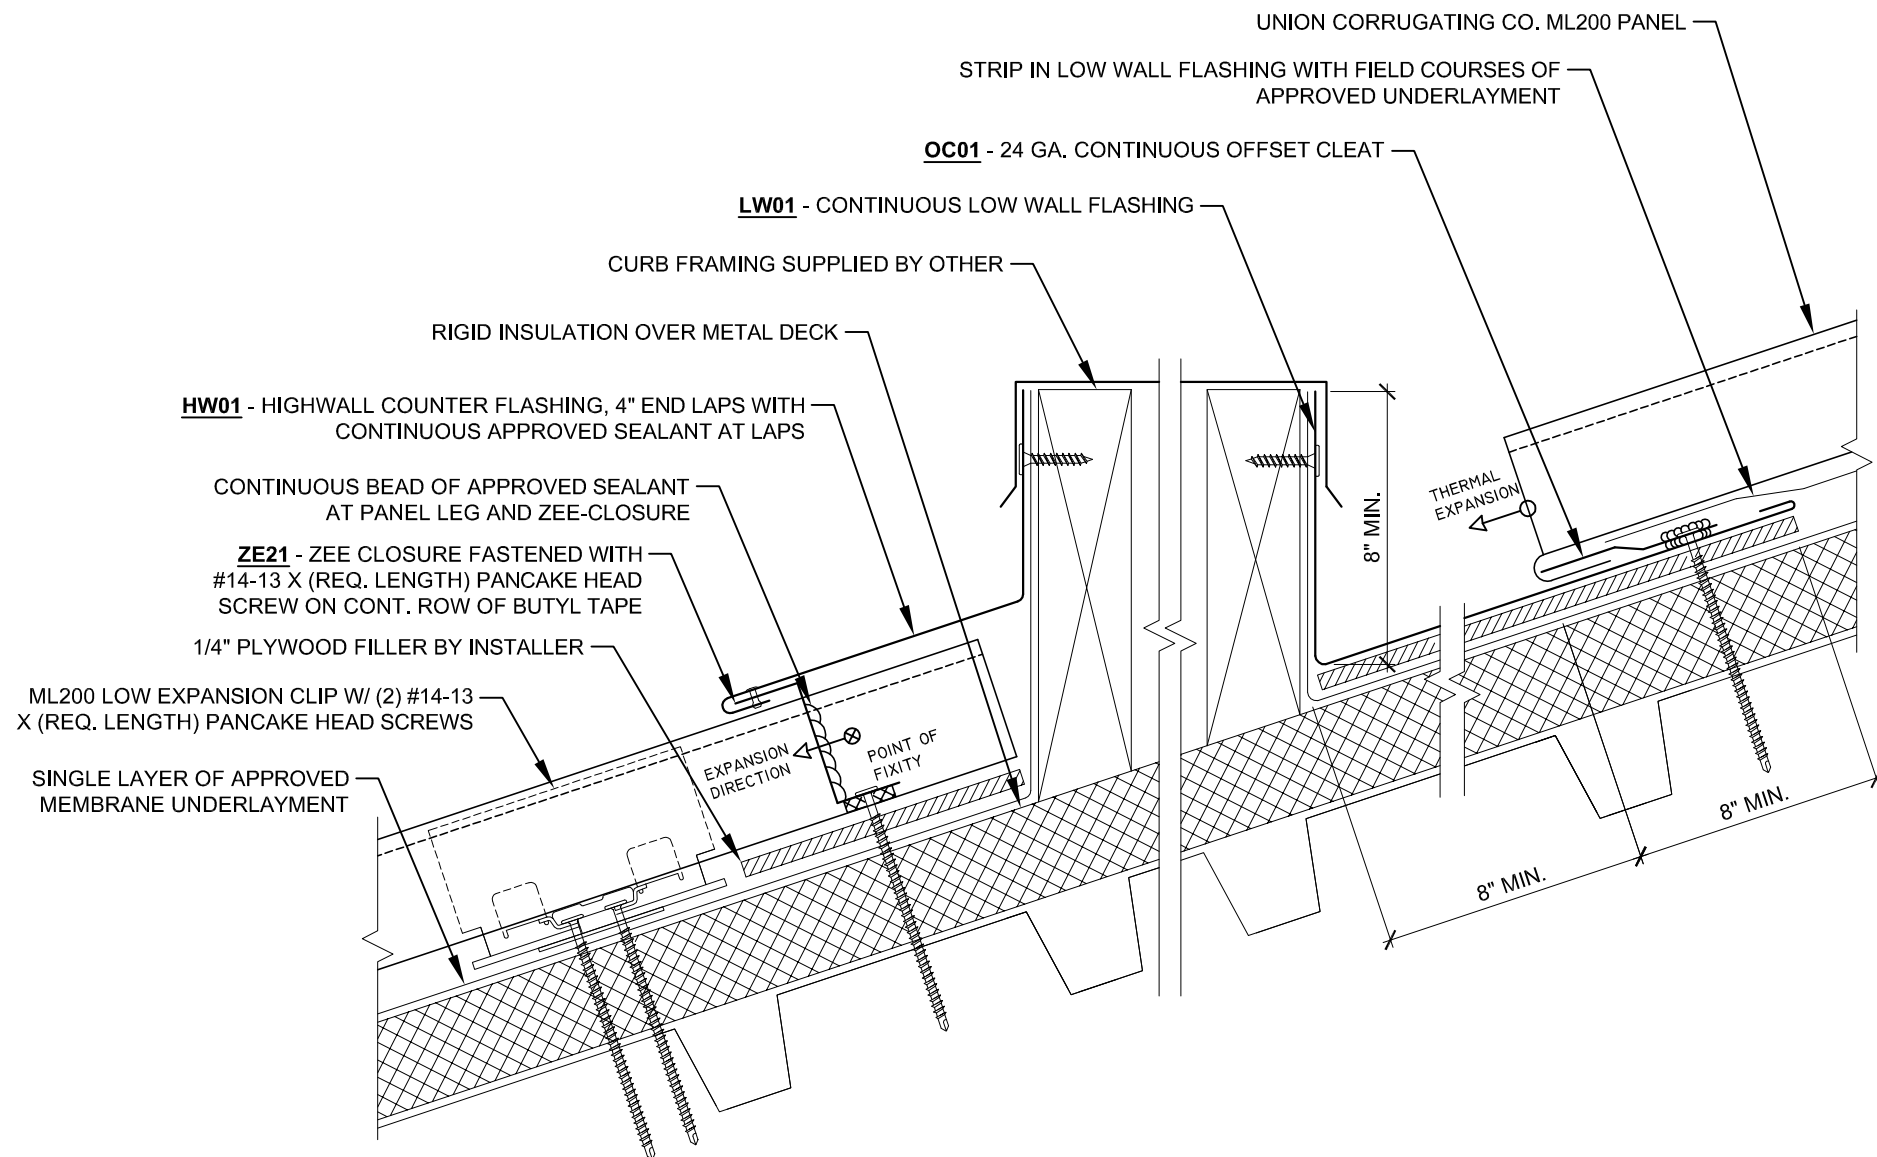 UNION CORRUGATING CO. ML200 PANEL
STRIP IN LOW WALL FLASHING WITH FIELD COURSES OF
APPROVED UNDERLAYMENT
OC01 - 24 GA. CONTINUOUS OFFSET CLEAT
LW01 - CONTINUOUS LOW WALL FLASHING
CURB FRAMING SUPPLIED BY OTHER
RIGID INSULATION OVER METAL DECK
HW01 - HIGHWALL COUNTER FLASHING, 4" END LAPS WITH
CONTINUOUS APPROVED SEALANT AT LAPS
CONTINUOUS BEAD OF APPROVED SEALANT
AT PANEL LEG AND ZEE-CLOSURE
ZE21 - ZEE CLOSURE FASTENED WITH
#14-13 X (REQ. LENGTH) PANCAKE HEAD
SCREW ON CONT. ROW OF BUTYL TAPE
1/4" PLYWOOD FILLER BY INSTALLER
ML200 LOW EXPANSION CLIP W/ (2) #14-13
X (REQ. LENGTH) PANCAKE HEAD SCREWS
SINGLE LAYER OF APPROVED
MEMBRANE UNDERLAYMENT
EXPANSION
DIRECTION
POINT OF
FIXITY
8" MIN.
THERMAL
EXPANSION
8" MIN.
8" MIN.